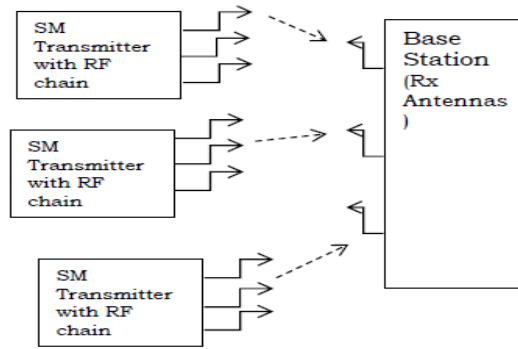 SM
Transmitter
with RF
chain
Base
Station
(Rx
Antennas
)
SM
Transmitter
with RF
chain
SM
Transmitter
with RF
chain